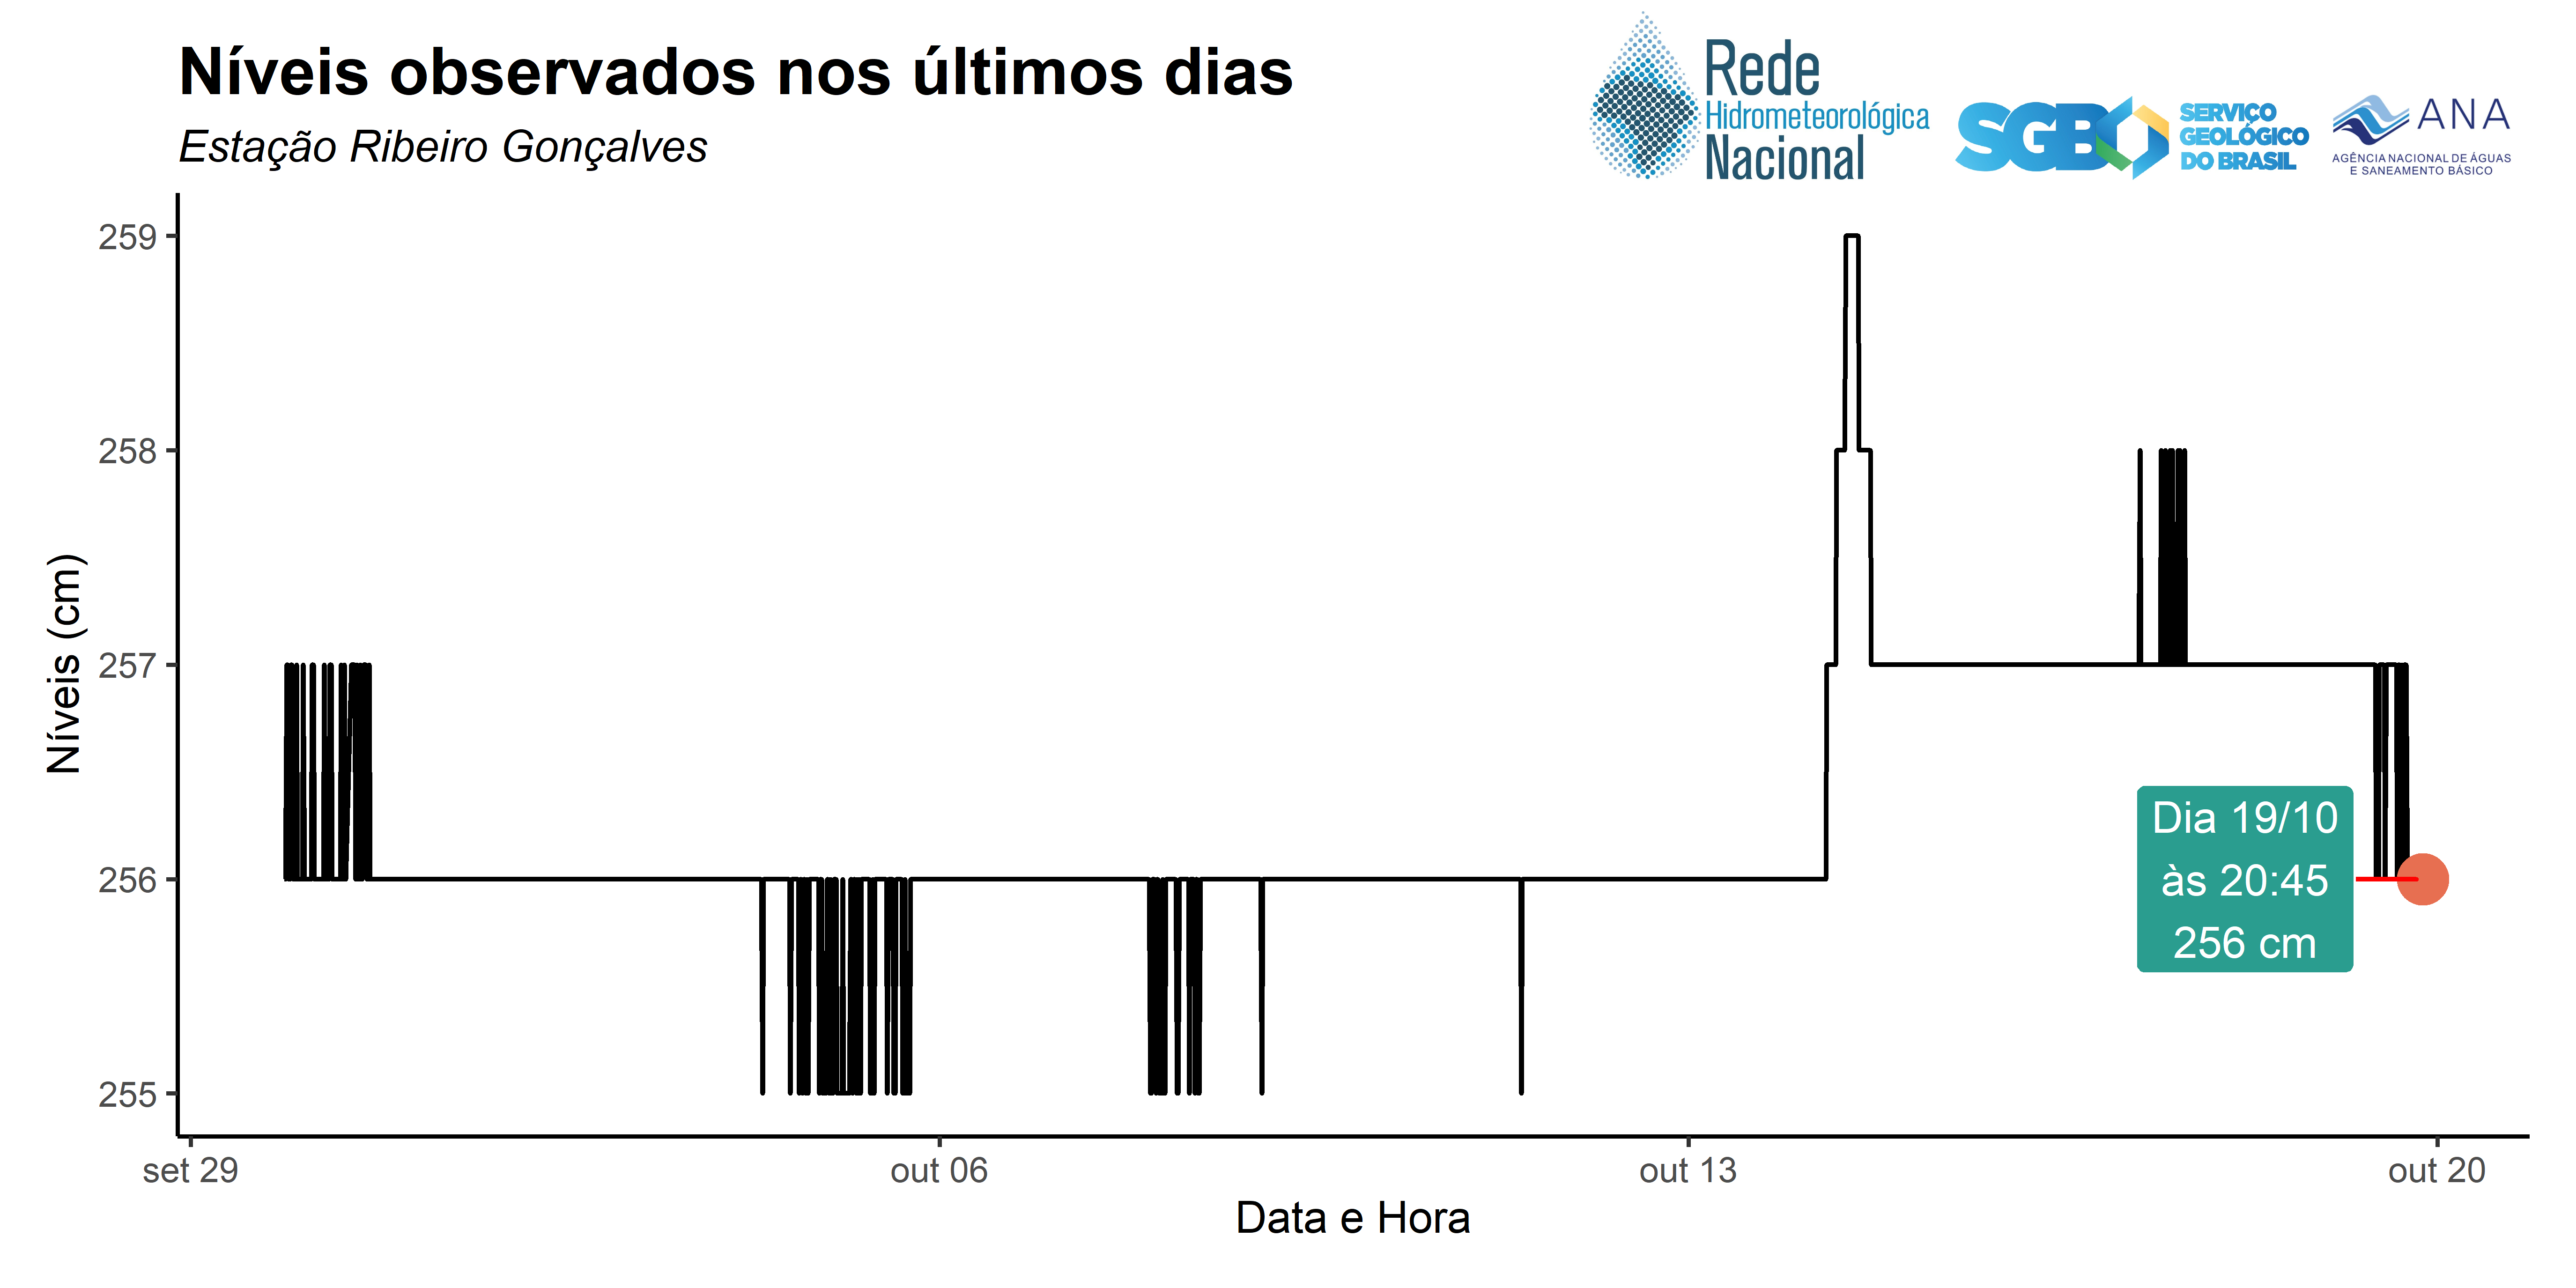 Níveis observados nos últimos dias
Estação Ribeiro Gonçalves
Rede
Hidrometeorológica
Nacional
SGB
SERVIÇO
GEOLÓGICO
DO BRASIL
ANA
AGÊNCIA NACIONAL DE ÁGUAS
E SANEAMENTO BÁSICO
Níveis (cm)
259
258
257
256
255
Dia 19/10
às 20:45
256 cm
set 29
out 06
out 13
out 20
Data e Hora